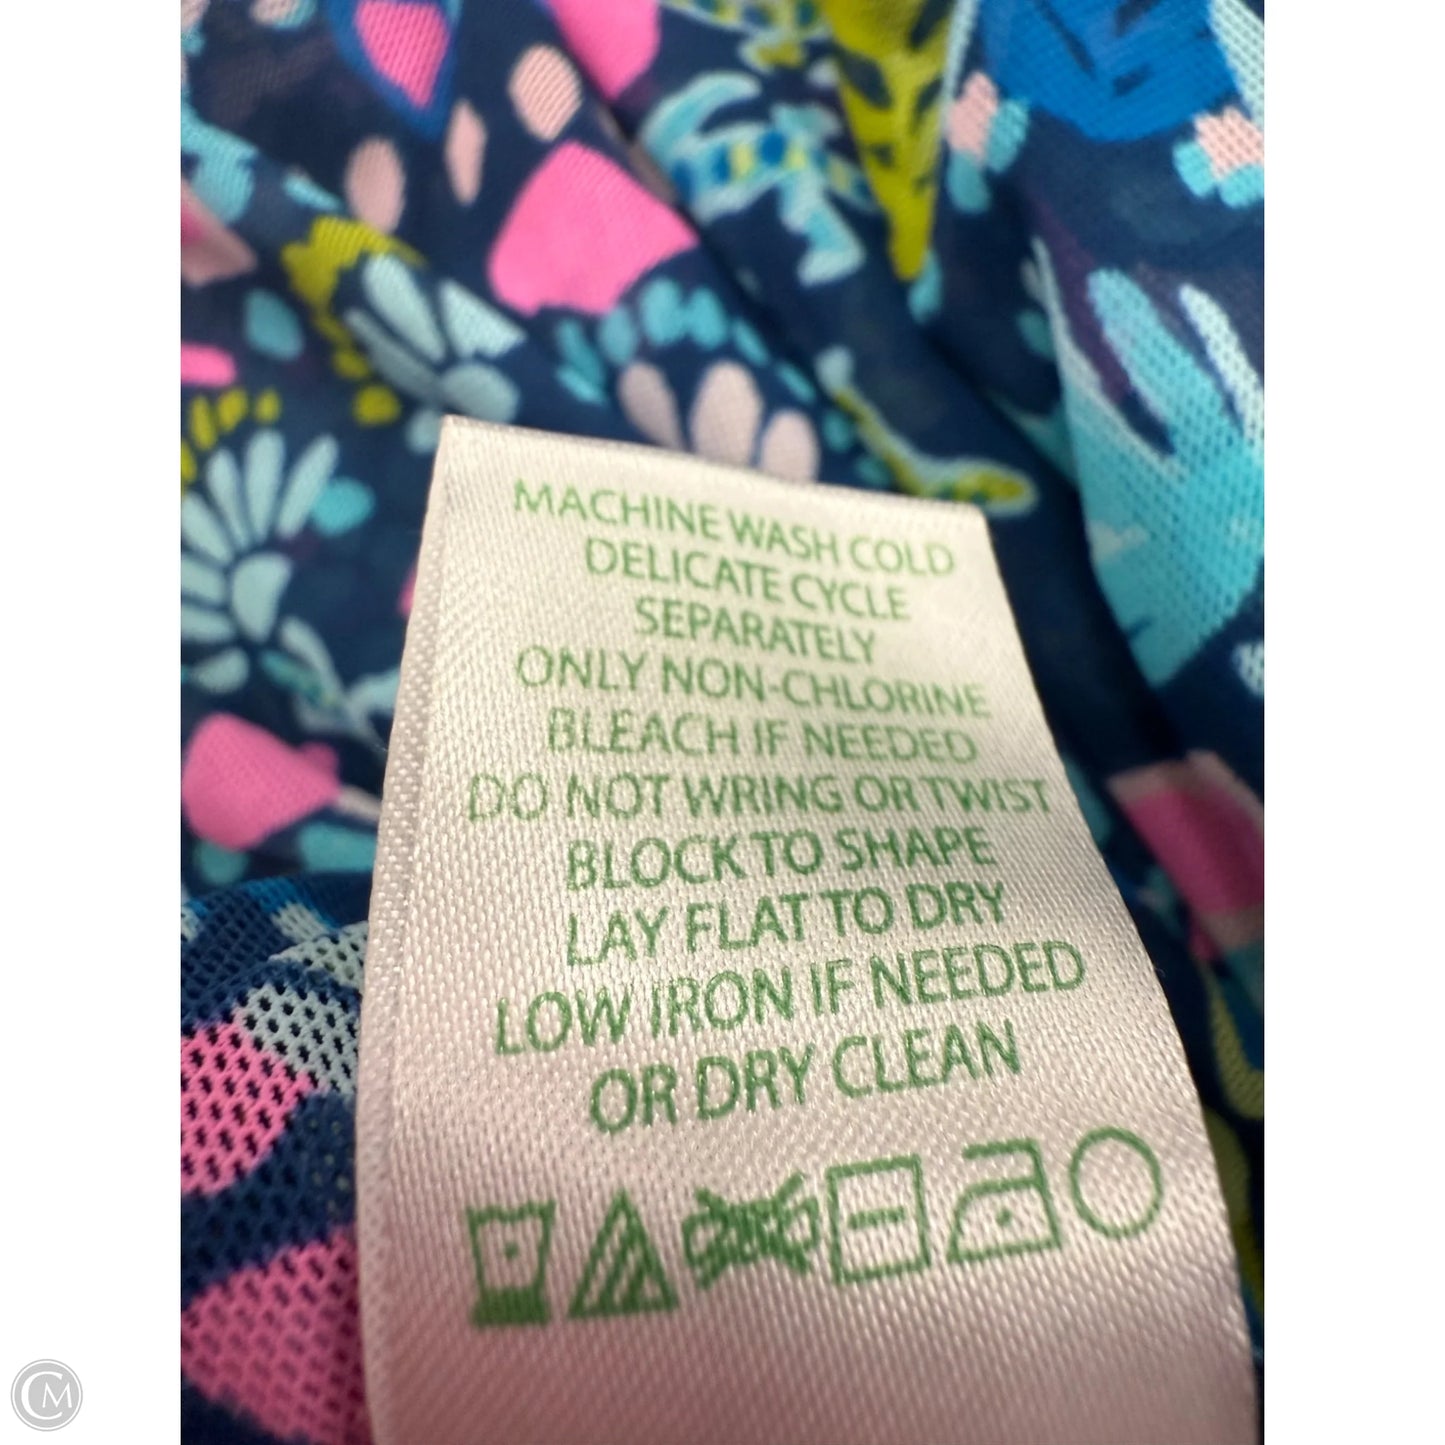 MACHINE WASH COLD
DELICATE CYCLE
SEPARATELY
ONLY NON-CHLORINE
BLEACH IF NEEDED
DO NOT WRING OR TWIST
BLOCK TO SHAPE
LAY FLAT TO DRY
LOW IRON IF NEEDED
OR DRY CLEAN
CM